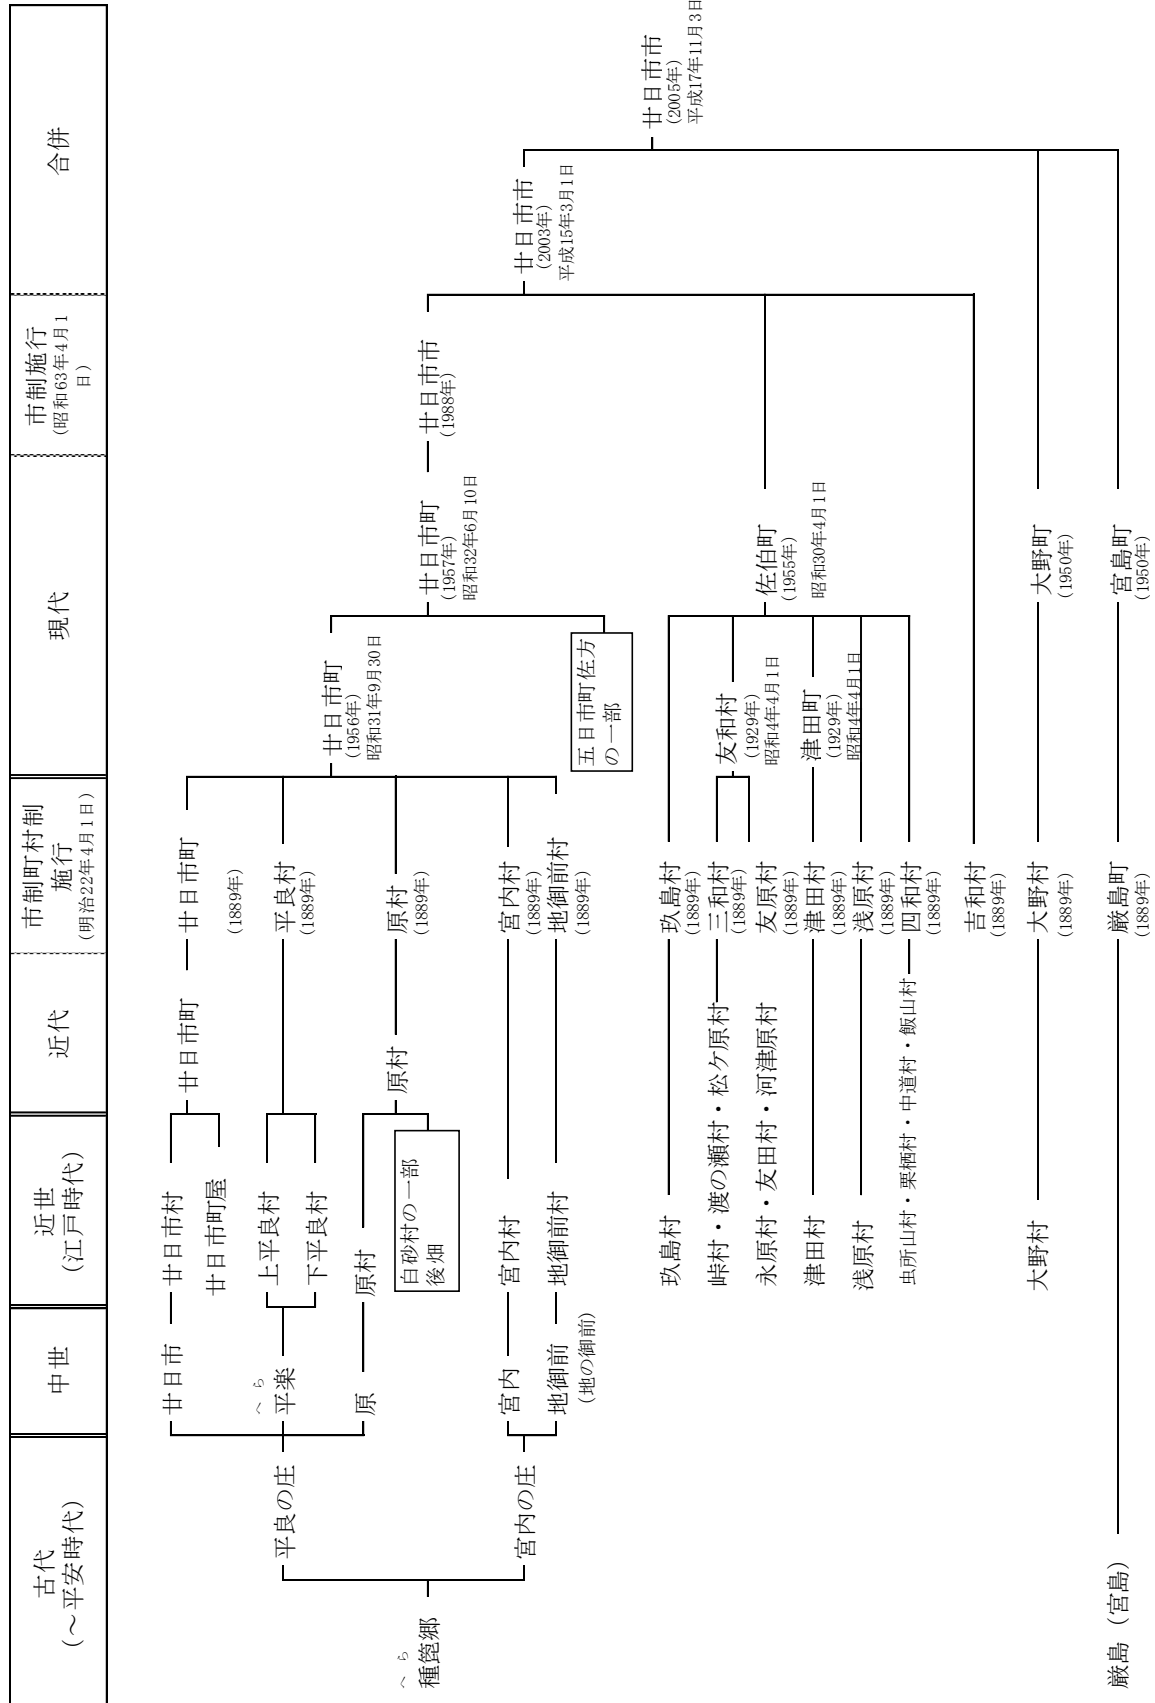 古代
(～平安時代)
中世
近世
(江戸時代)
近代
市制町村制
施行
(明治22年4月1日)
現代
市制施行
(昭和63年4月1
日)
合併
へら
種箆郷
平良の庄
宮内の庄
廿日市
へら
平楽
原
宮内
地御前
(地の御前)
廿日市村
廿日市町屋
上平良村
下平良村
原村
白砂村の一部
後畑
宮内村
地御前村
廿日市町
原村
廿日市町
(1889年)
平良村
(1889年)
原村
(1889年)
宮内村
(1889年)
地御前村
(1889年)
廿日市町
(1956年)
昭和31年9月30日
五日市町佐方
の一部
廿日市町
(1957年)
昭和32年6月10日
廿日市市
(1988年)
廿日市市
(2003年)
平成15年3月1日
廿日市市
(2005年)
平成17年11月3日
玖島村
玖島村
(1889年)
峠村・渡の瀬村・松ケ原村
三和村
(1889年)
永原村・友田村・河津原村
友原村
(1889年)
友和村
(1929年)
昭和4年4月1日
津田村
津田村
(1889年)
津田町
(1929年)
昭和4年4月1日
浅原村
浅原村
(1889年)
虫所山村・栗栖村・中道村・飯山村
四和村
(1889年)
佐伯町
(1955年)
昭和30年4月1日
吉和村
(1889年)
大野村
大野村
(1889年)
大野町
(1950年)
厳島（宮島）
厳島町
(1889年)
宮島町
(1950年)